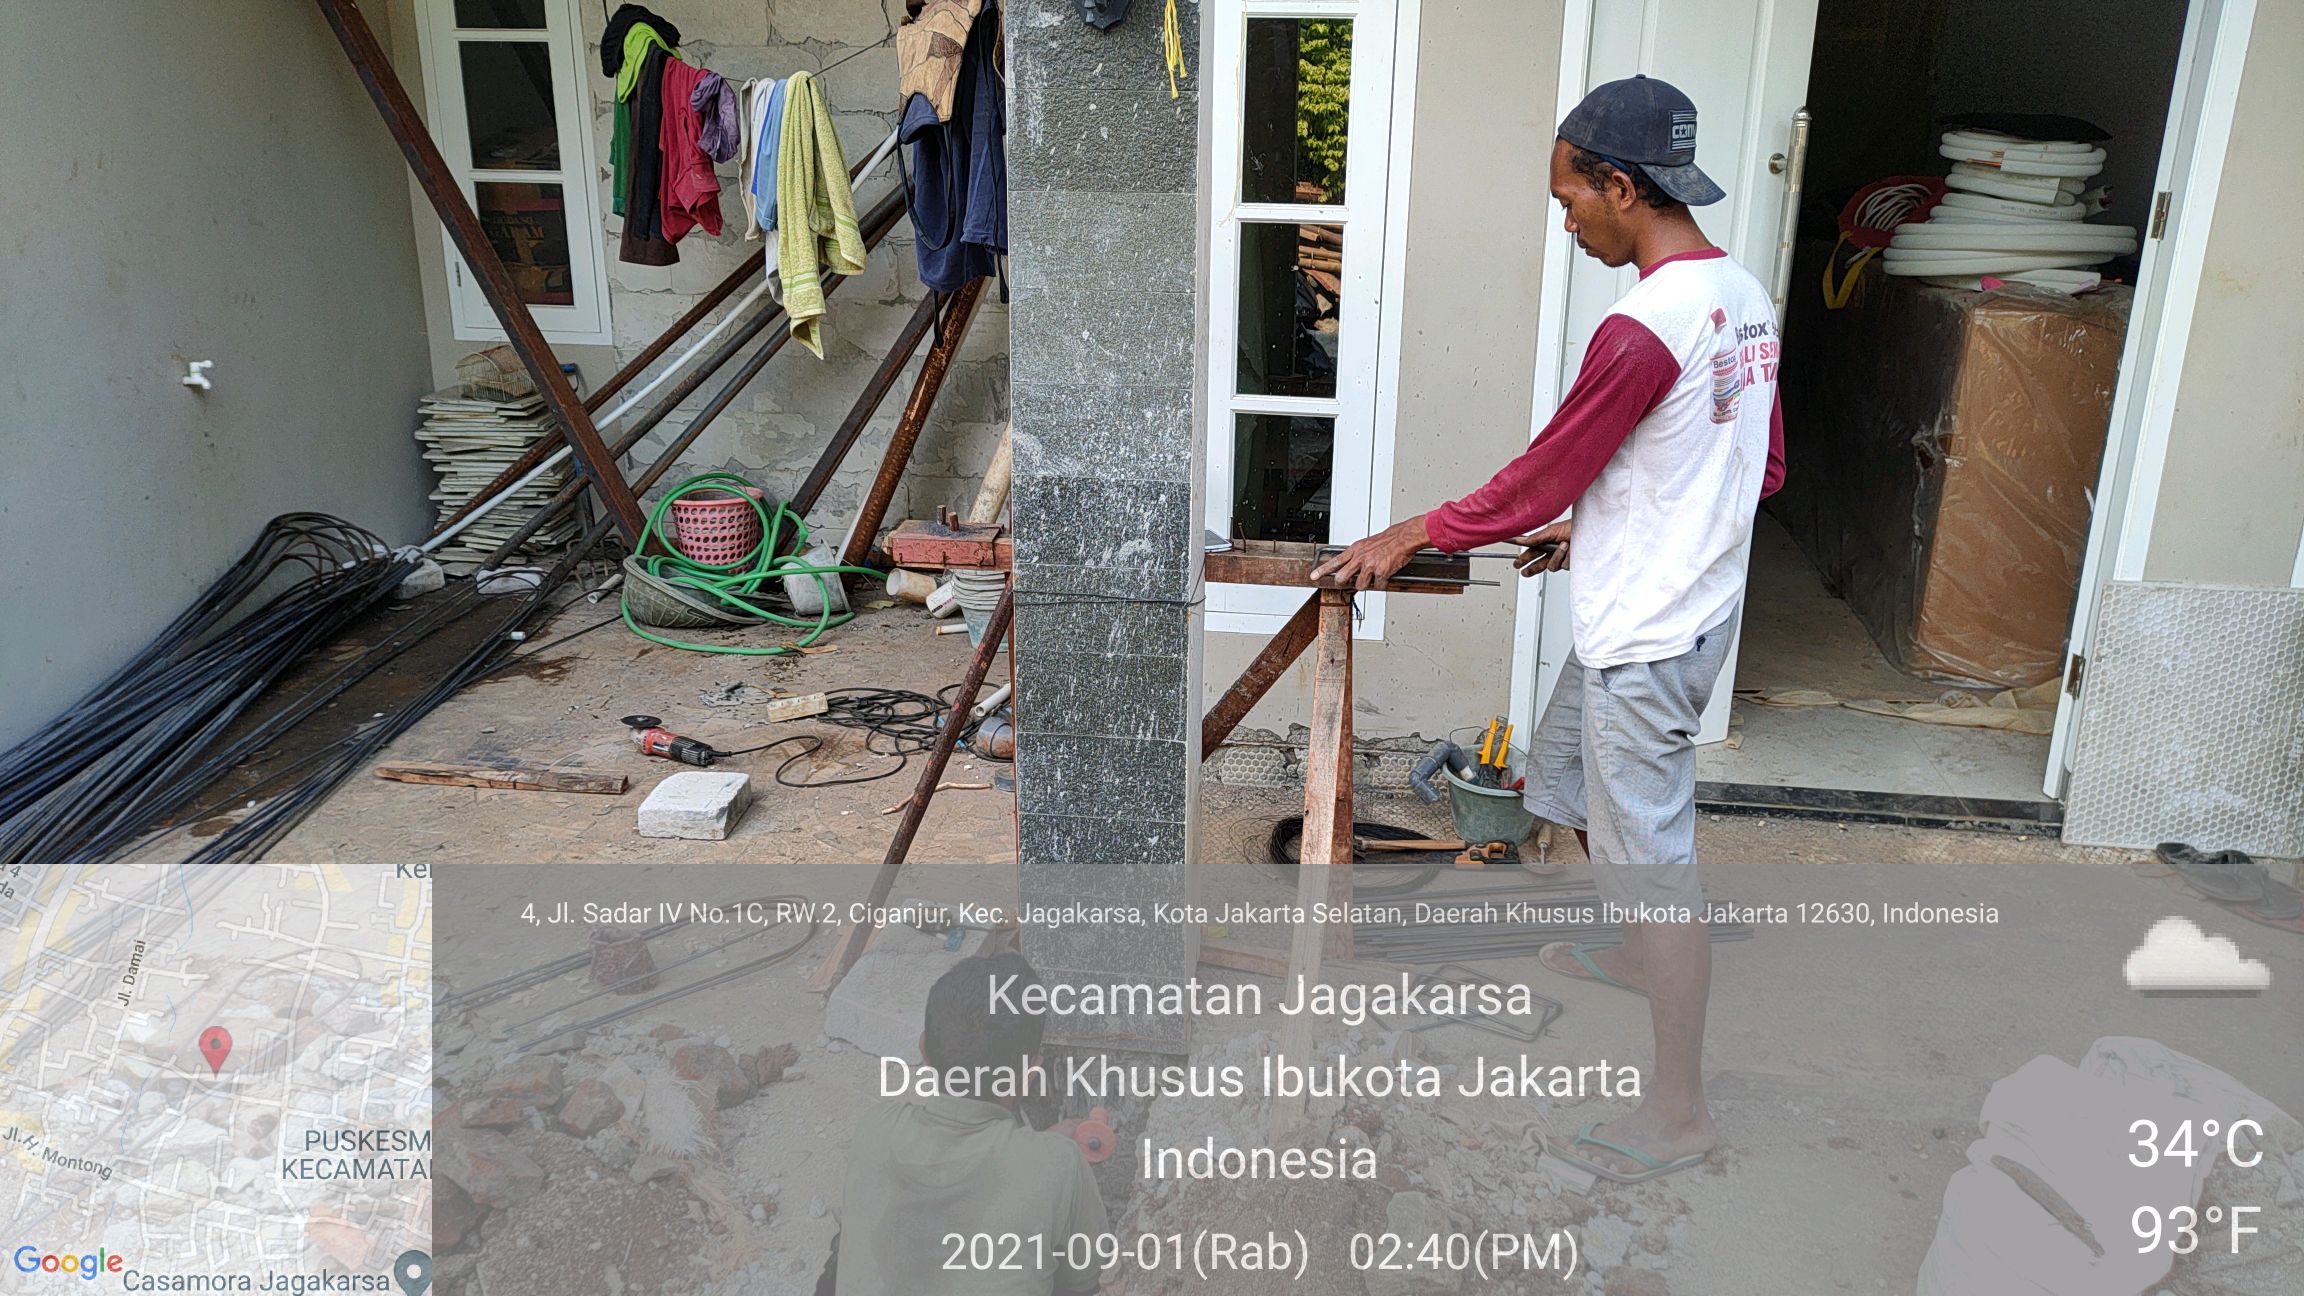 COM
Bestox
4, Jl. Sadar IV No.1C, RW.2, Ciganjur, Kec. Jagakarsa, Kota Jakarta Selatan, Daerah Khusus Ibukota Jakarta 12630, Indonesia
Kecamatan Jagakarsa
Daerah Khusus Ibukota Jakarta
Indonesia
2021-09-01(Rab) 02:40(PM)
34°C
93°F
Jl. Damai
Jl. H. Montong
PUSKESM
KECAMATA
Google
Casamora Jagakarsa